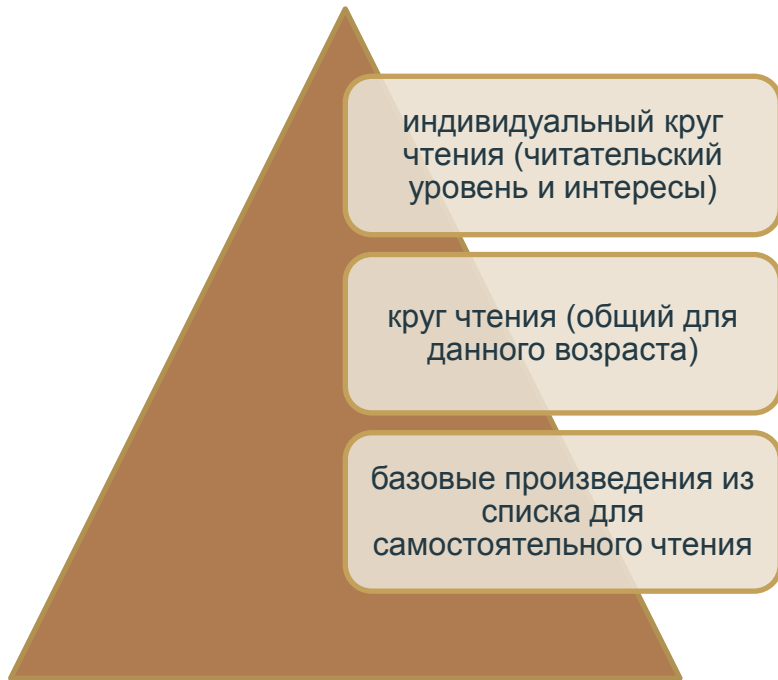 индивидуальный круг
чтения (читательский
уровень и интересы)
круг чтения (общий для
данного возраста)
базовые произведения из
списка для
самостоятельного чтения